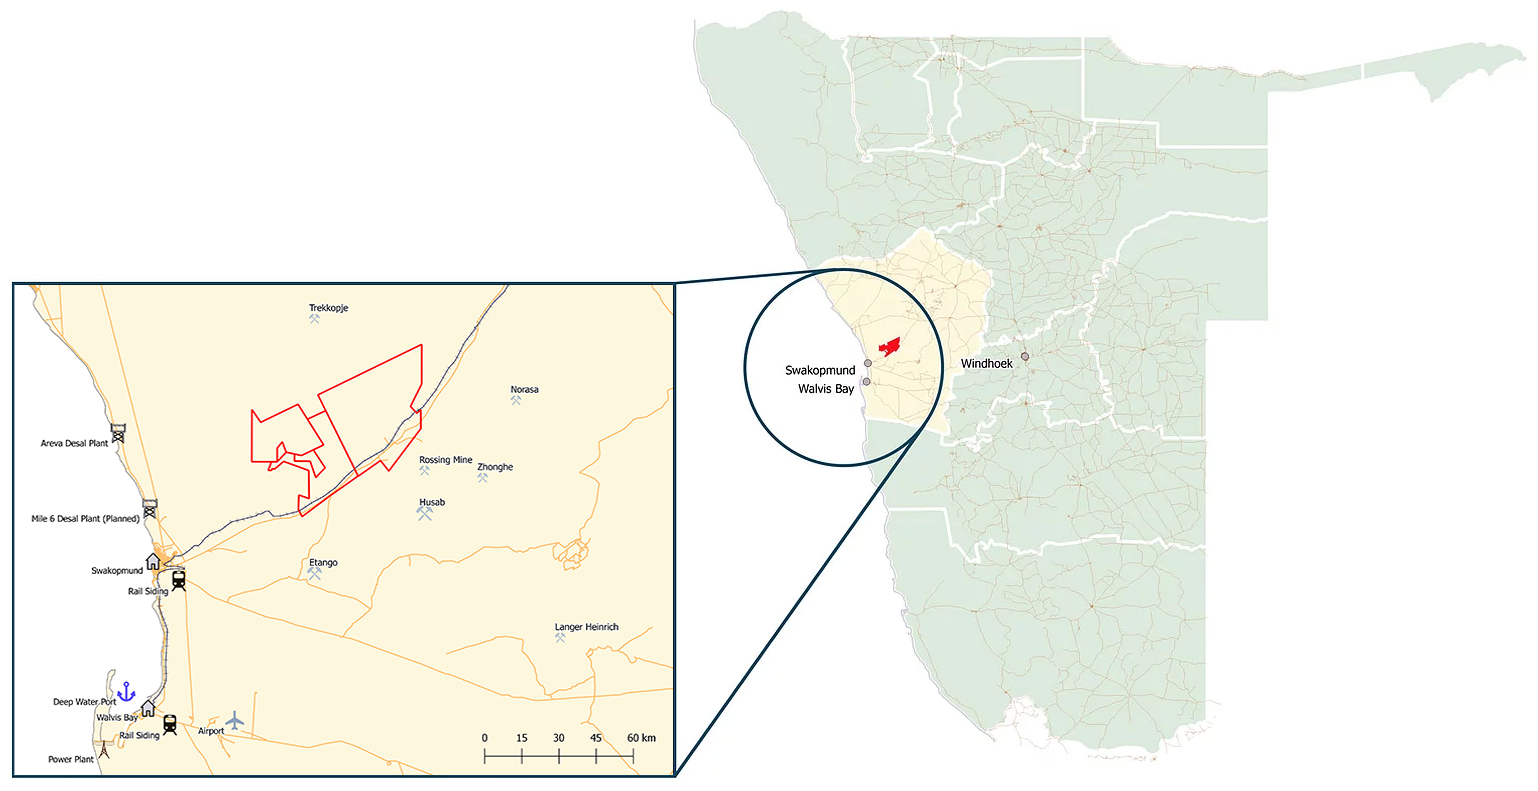 Trekkopje
Norasa
Areva Desal Plant
Rossing Mine
Zhonghe
Husab
Mile 6 Desal Plant (Planned)
Swakopmund
Etango
Rail Siding
Langer Heinrich
Deep Water Port
Walvis Bay
Rail Siding
Airport
Power Plant
0 15 30 45 60 km
Swakopmund
Walvis Bay
Windhoek